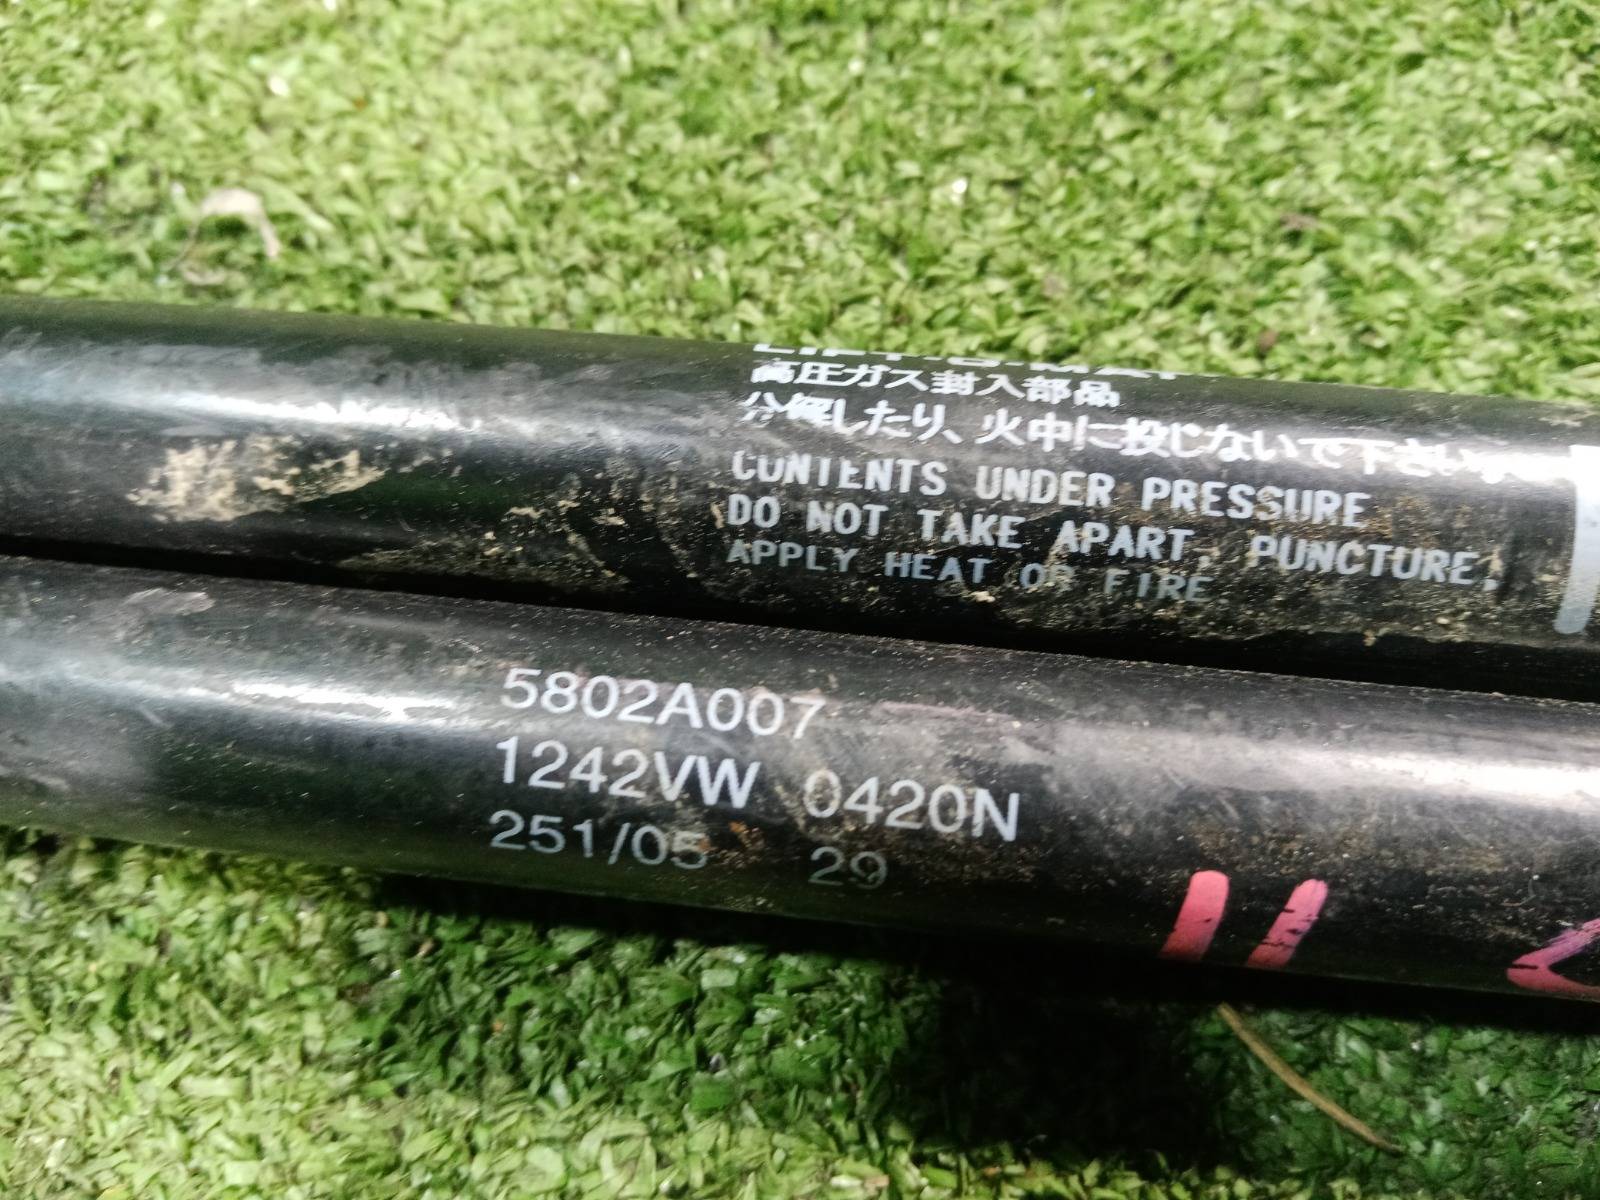 LIFT-O-MAT
高圧ガス封入部品
分解したり、火中に投じないで下さい。
CONTENTS UNDER PRESSURE
DO NOT TAKE APART, PUNCTURE,
APPLY HEAT OR FIRE
5802A007
1242VW 0420N
251/05 29